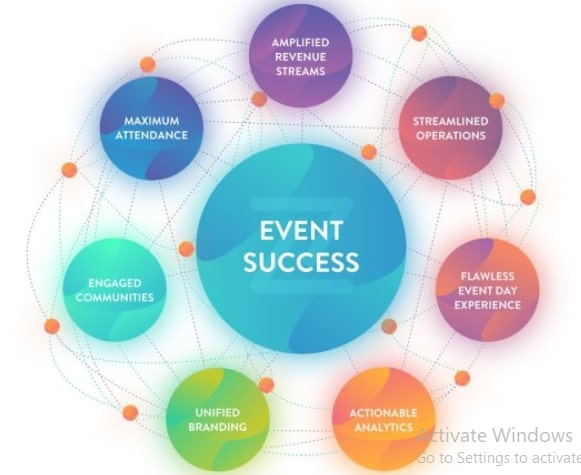 AMPLIFIED
REVENUE
STREAMS
MAXIMUM
ATTENDANCE
STREAMLINED
OPERATIONS
EVENT
SUCCESS
ENGAGED
COMMUNITIES
FLAWLESS
EVENT DAY
EXPERIENCE
UNIFIED
BRANDING
ACTIONABLE
ANALYTICS
Activate Windows
Go to Settings to activate